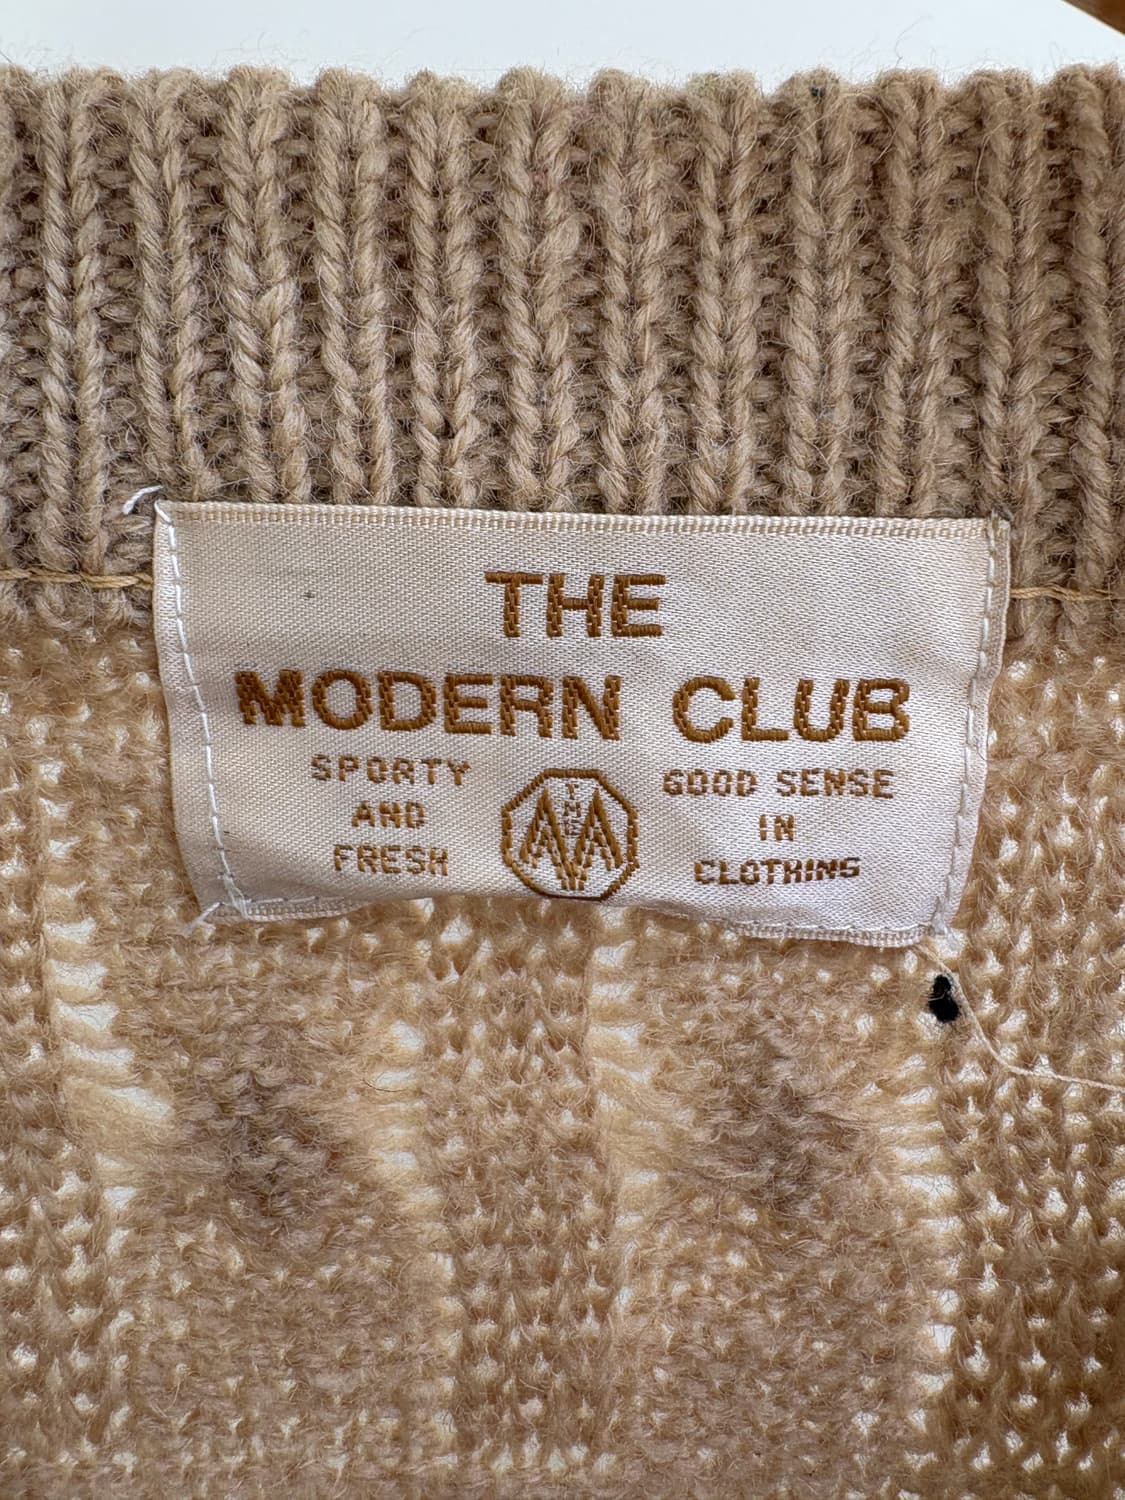 THE
MODERN CLUB
SPORTY
AND
FRESH
GOOD SENSE
IN
CLOTHING